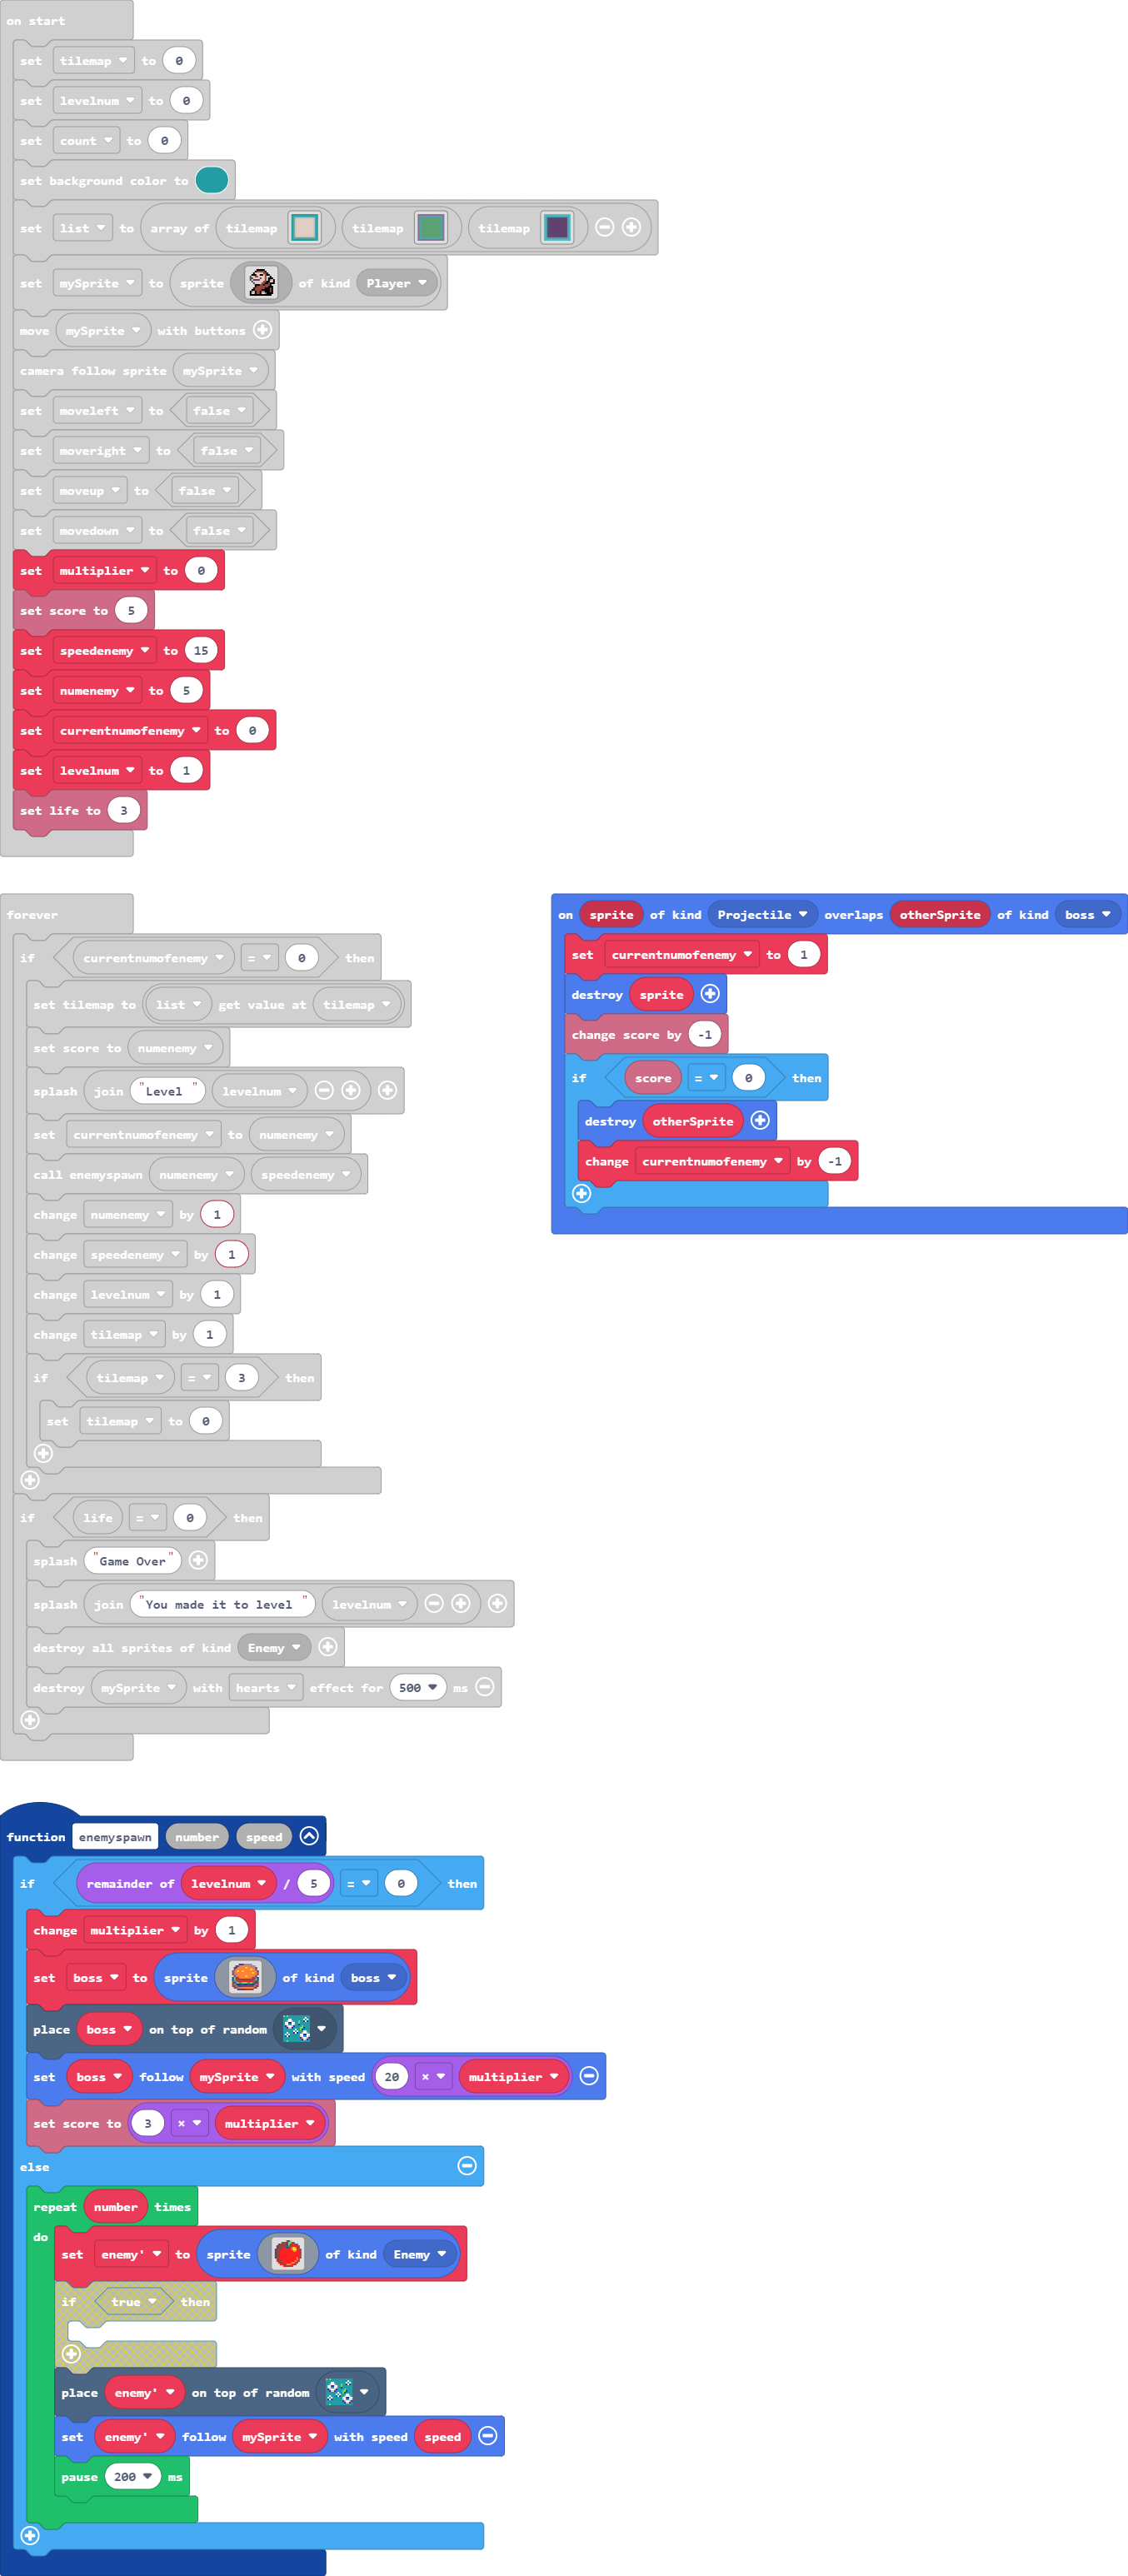 on start
set tilemap to 0
set levelnum to 0
set count to 0
set background color to
set list to array of tilemap tilemap tilemap
set mySprite to sprite of kind Player
move mySprite with buttons
camera follow sprite mySprite
set moveleft to false
set moveright to false
set moveup to false
set movedown to false
set multiplier to 0
set score to 5
set speedenemy to 15
set numenemy to 5
set currentnumofenemy to 0
set levelnum to 1
set life to 3
forever
if currentnumofenemy = 0 then
set tilemap to list get value at tilemap
set score to numenemy
splash join "Level " levelnum
set currentnumofenemy to numenemy
call enemyspawn numenemy speedenemy
change numenemy by 1
change speedenemy by 1
change levelnum by 1
change tilemap by 1
if tilemap = 3 then
set tilemap to 0
if life = 0 then
splash "Game Over"
splash join "You made it to level " levelnum
destroy all sprites of kind Enemy
destroy mySprite with hearts effect for 500 ms
on sprite of kind Projectile overlaps otherSprite of kind boss
set currentnumofenemy to 1
destroy sprite
change score by -1
if score = 0 then
destroy otherSprite
change currentnumofenemy by -1
function enemyspawn number speed
if remainder of levelnum / 5 = 0 then
change multiplier by 1
set boss to sprite of kind boss
place boss on top of random
set boss follow mySprite with speed 20 × multiplier
set score to 3 × multiplier
else
repeat number times
do
set enemy' to sprite of kind Enemy
if true then
place enemy' on top of random
set enemy' follow mySprite with speed speed
pause 200 ms